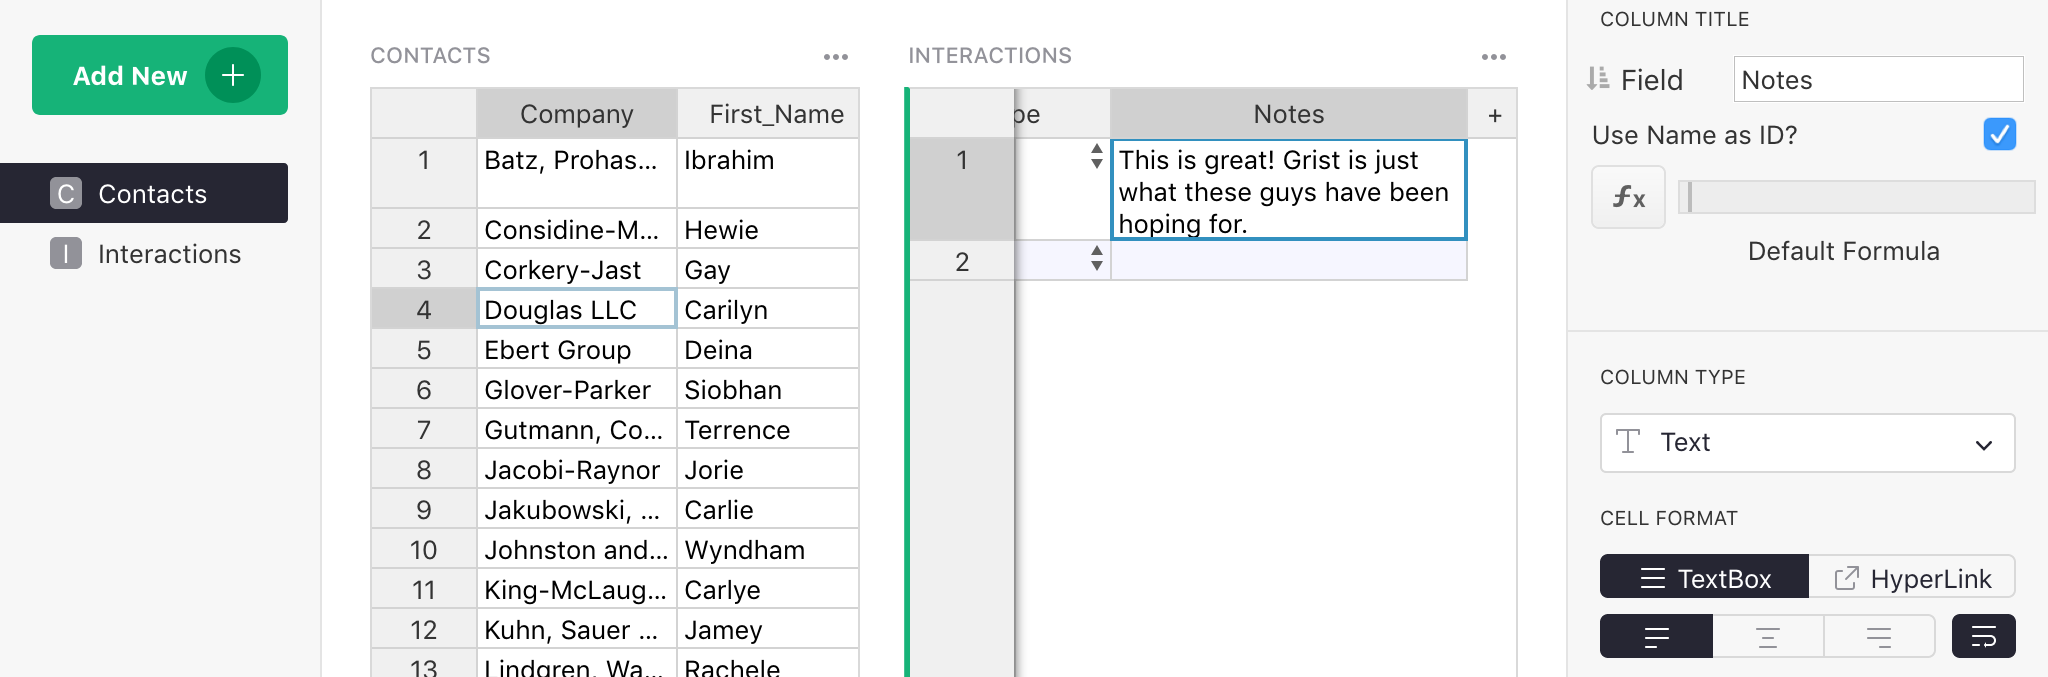 Add New +
C Contacts
I Interactions
CONTACTS
Company First_Name
1 Batz, Prohas... Ibrahim
2 Considine-M... Hewie
3 Corkery-Jast Gay
4 Douglas LLC Carilyn
5 Ebert Group Deina
6 Glover-Parker Siobhan
7 Gutmann, Co... Terrence
8 Jacobi-Raynor Jorie
9 Jakubowski, ... Carlie
10 Johnston and... Wyndham
11 King-McLaug... Carlye
12 Kuhn, Sauer ... Jamey
13 Lindgren, Wa... Rachele
INTERACTIONS
pe Notes +
1 This is great! Grist is just
what these guys have been
hoping for.
2
COLUMN TITLE
Field Notes
Use Name as ID?
fx
Default Formula
COLUMN TYPE
T Text
CELL FORMAT
TextBox HyperLink